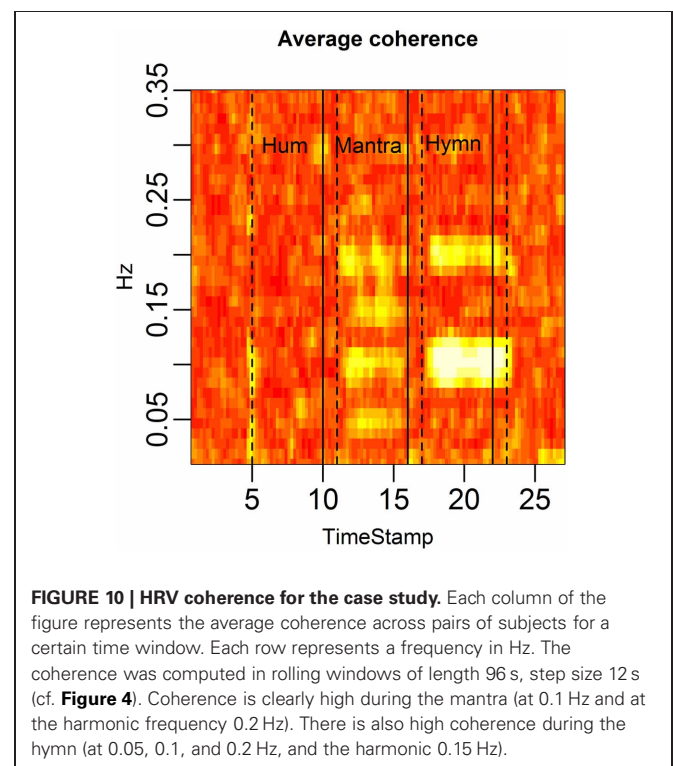 Average coherence
0.35
0.25
Hz
0.15
0.05
Hum Mantra Hymn
5 10 15 20 25
TimeStamp
FIGURE 10 | HRV coherence for the case study. Each column of the
figure represents the average coherence across pairs of subjects for a
certain time window. Each row represents a frequency in Hz. The
coherence was computed in rolling windows of length 96 s, step size 12 s
(cf. Figure 4). Coherence is clearly high during the mantra (at 0.1 Hz and at
the harmonic frequency 0.2 Hz). There is also high coherence during the
hymn (at 0.05, 0.1, and 0.2 Hz, and the harmonic 0.15 Hz).